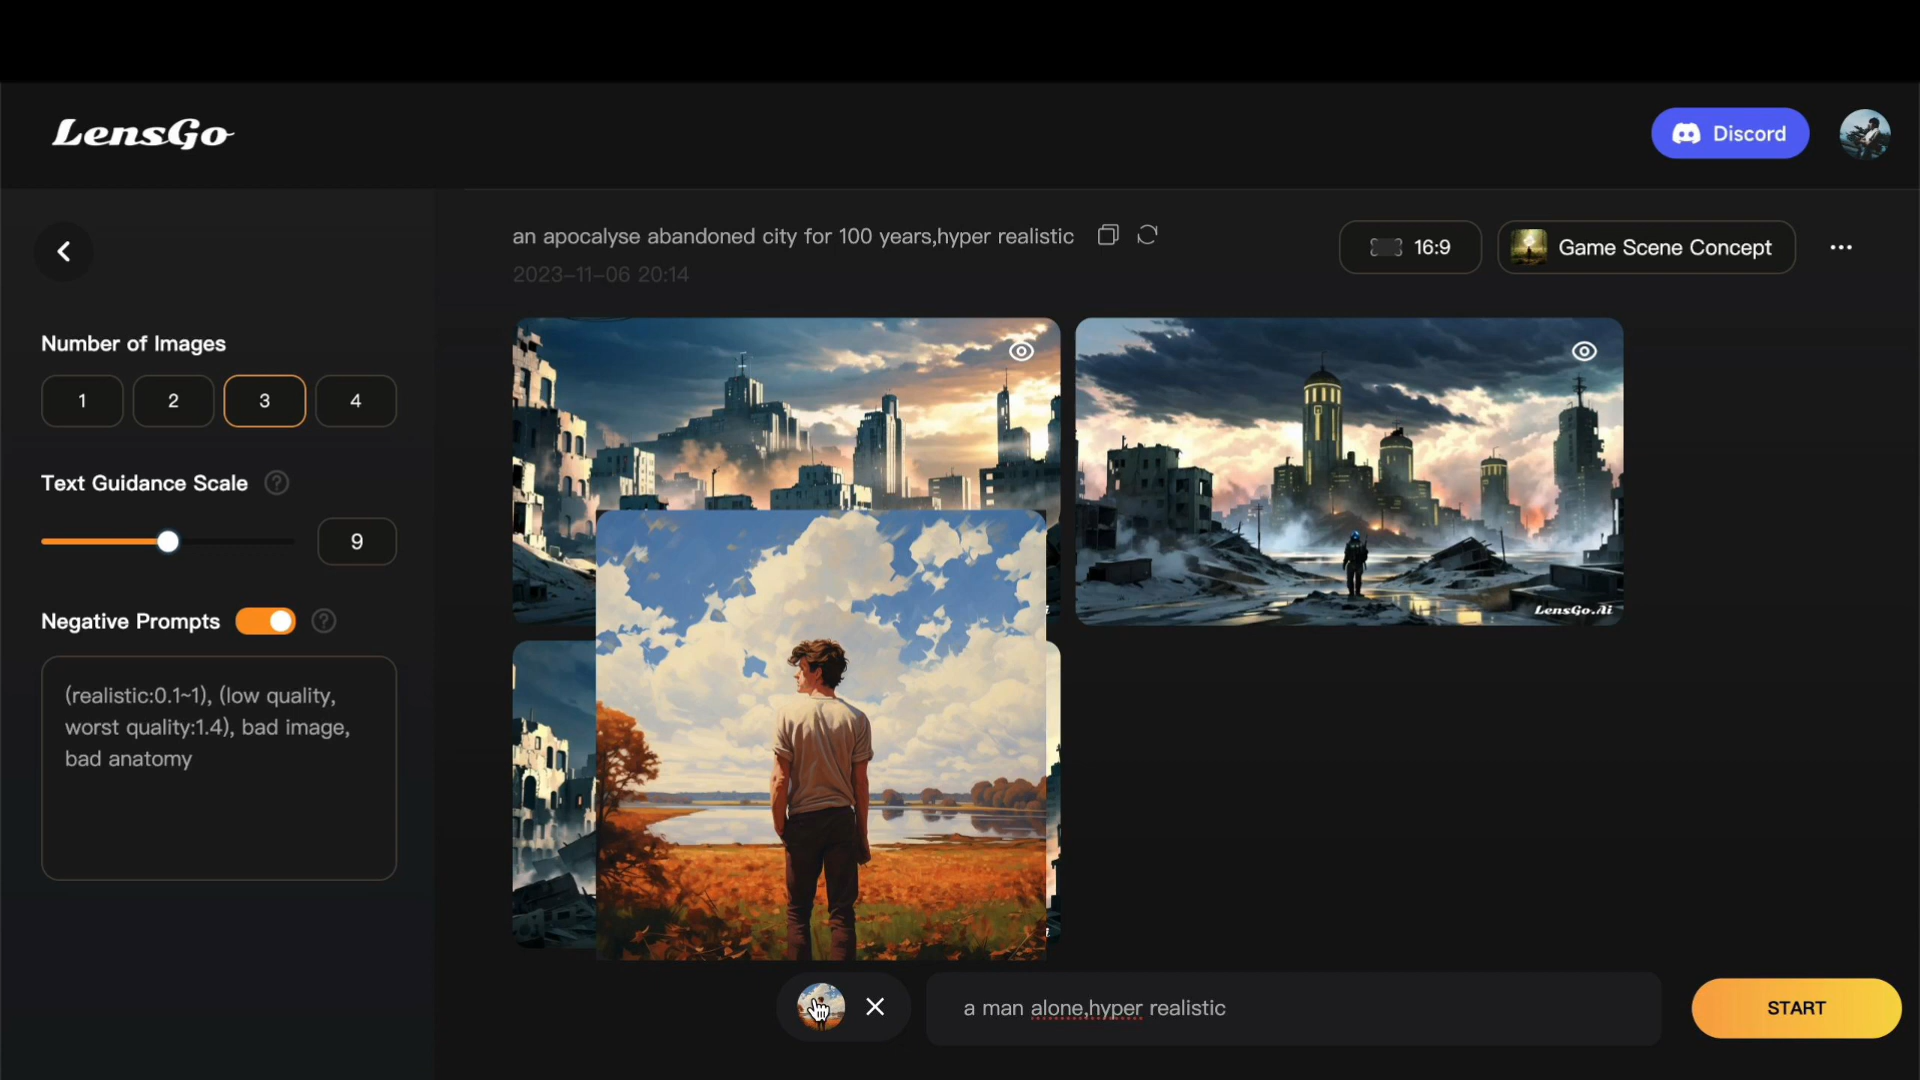 LensGo
Discord
an apocalyse abandoned city for 100 years,hyper realistic
2023-11-06 20:14
16:9
Game Scene Concept
Number of Images
1
2
3
4
Text Guidance Scale
?
9
Negative Prompts
?
(realistic:0.1~1), (low quality,
worst quality:1.4), bad image,
bad anatomy
LensGo.Ai
a man alone,hyper realistic
START